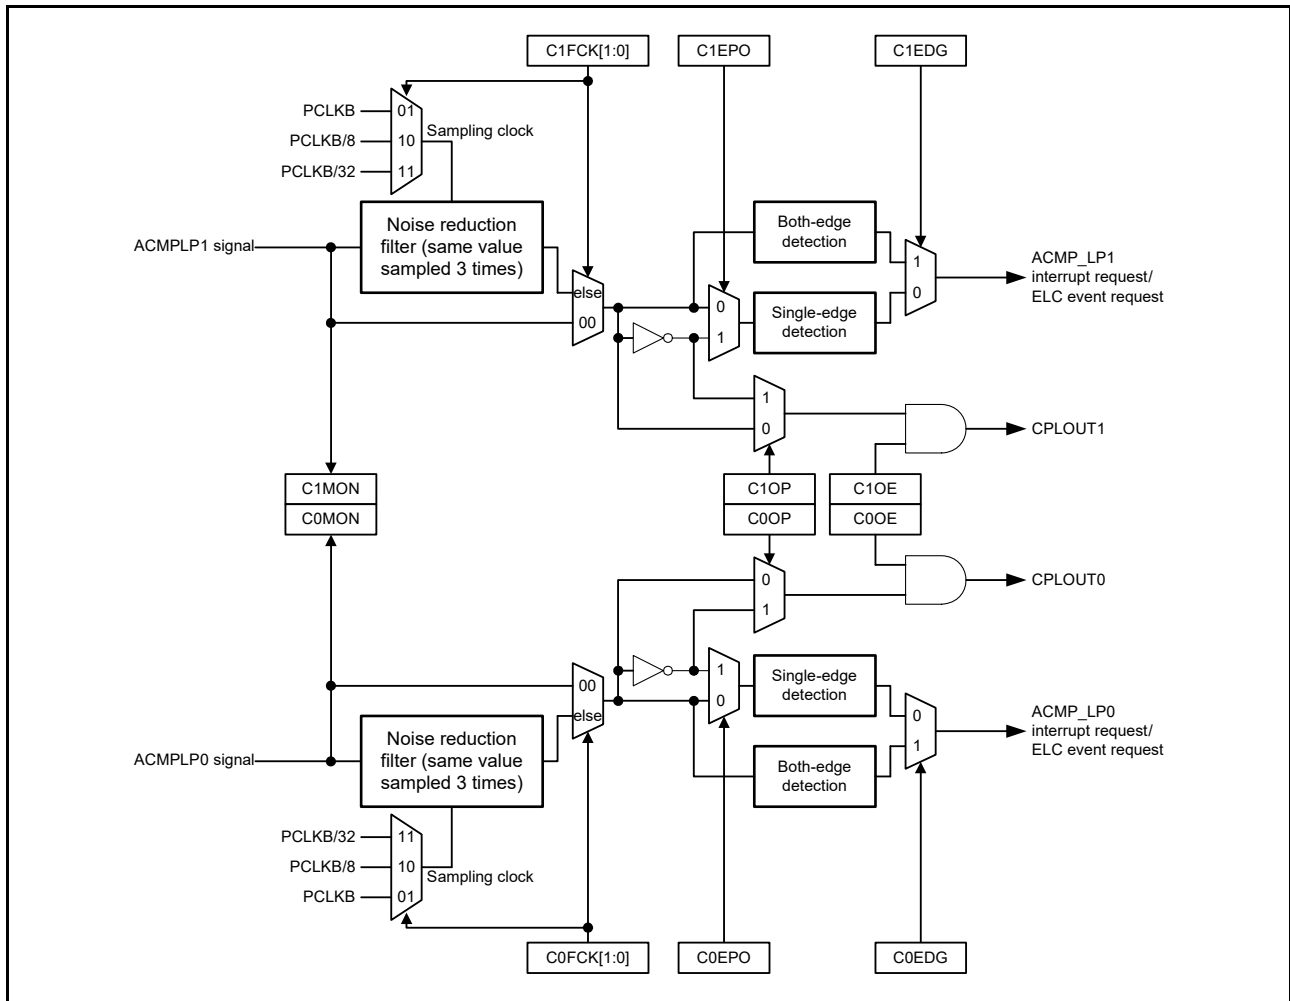 C1FCK[1:0]
C1EPO
C1EDG
PCLKB
01
PCLKB/8
10
Sampling clock
PCLKB/32
11
ACMPLP1 signal
Noise reduction
filter (same value
sampled 3 times)
else
00
0
1
Both-edge
detection
Single-edge
detection
1
0
ACMP_LP1
interrupt request/
ELC event request
1
0
CPLOUT1
C1MON
C0MON
C1OP
C0OP
C1OE
C0OE
0
1
CPLOUT0
00
else
1
0
Single-edge
detection
Both-edge
detection
0
1
ACMP_LP0
interrupt request/
ELC event request
ACMPLP0 signal
Noise reduction
filter (same value
sampled 3 times)
PCLKB/32
11
PCLKB/8
10
Sampling clock
PCLKB
01
C0FCK[1:0]
C0EPO
C0EDG